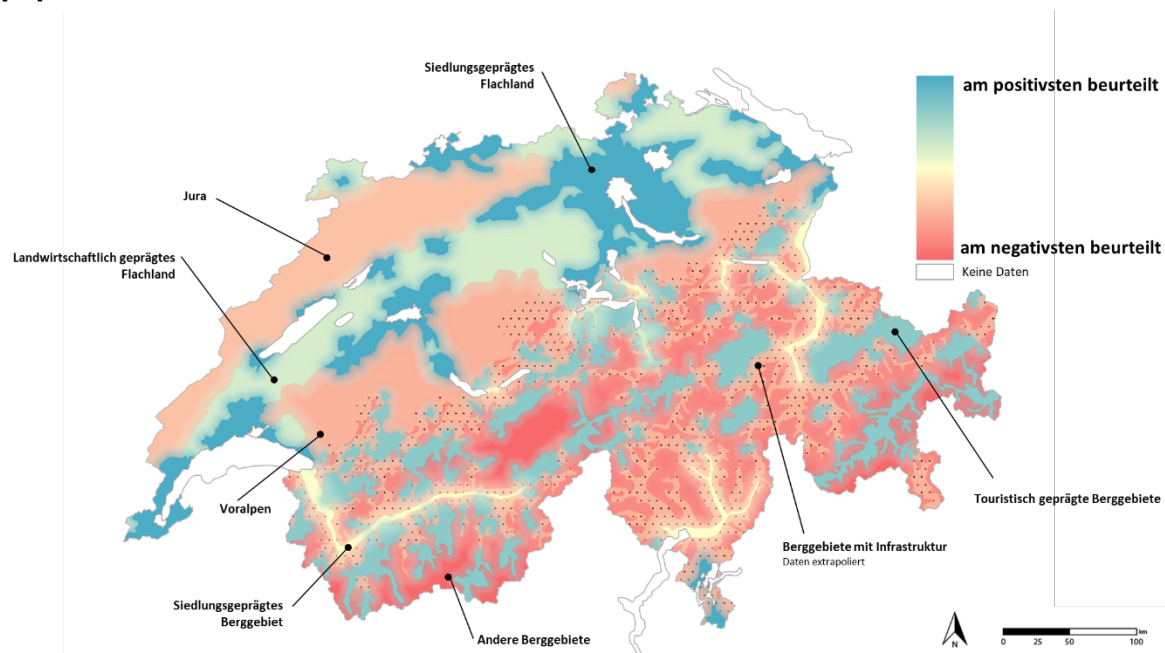 Siedlungsgeprägtes
Flachland
am positivsten beurteilt
Jura
am negativsten beurteilt
Keine Daten
Landwirtschaftlich geprägtes
Flachland
Voralpen
Touristisch geprägte Berggebiete
Berggebiete mit Infrastruktur
Daten extrapoliert
Siedlungsgeprägtes
Berggebiet
Andere Berggebiete
N
km
0 25 50 100